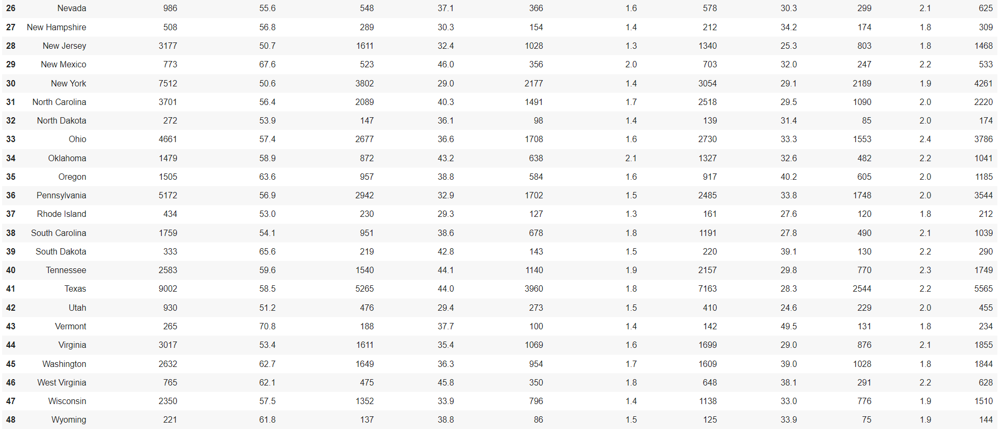 26 Nevada 986 55.6 548 37.1 366 1.6 578 30.3 299 2.1 625
27 New Hampshire 508 56.8 289 30.3 154 1.4 212 34.2 174 1.8 309
28 New Jersey 3177 50.7 1611 32.4 1028 1.3 1340 25.3 803 1.8 1468
29 New Mexico 773 67.6 523 46.0 356 2.0 703 32.0 247 2.2 533
30 New York 7512 50.6 3802 29.0 2177 1.4 3054 29.1 2189 1.9 4261
31 North Carolina 3701 56.4 2089 40.3 1491 1.7 2518 29.5 1090 2.0 2220
32 North Dakota 272 53.9 147 36.1 98 1.4 139 31.4 85 2.0 174
33 Ohio 4661 57.4 2677 36.6 1708 1.6 2730 33.3 1553 2.4 3786
34 Oklahoma 1479 58.9 872 43.2 638 2.1 1327 32.6 482 2.2 1041
35 Oregon 1505 63.6 957 38.8 584 1.6 917 40.2 605 2.0 1185
36 Pennsylvania 5172 56.9 2942 32.9 1702 1.5 2485 33.8 1748 2.0 3544
37 Rhode Island 434 53.0 230 29.3 127 1.3 161 27.6 120 1.8 212
38 South Carolina 1759 54.1 951 38.6 678 1.8 1191 27.8 490 2.1 1039
39 South Dakota 333 65.6 219 42.8 143 1.5 220 39.1 130 2.2 290
40 Tennessee 2583 59.6 1540 44.1 1140 1.9 2157 29.8 770 2.3 1749
41 Texas 9002 58.5 5265 44.0 3960 1.8 7163 28.3 2544 2.2 5565
42 Utah 930 51.2 476 29.4 273 1.5 410 24.6 229 2.0 455
43 Vermont 265 70.8 188 37.7 100 1.4 142 49.5 131 1.8 234
44 Virginia 3017 53.4 1611 35.4 1069 1.6 1699 29.0 876 2.1 1855
45 Washington 2632 62.7 1649 36.3 954 1.7 1609 39.0 1028 1.8 1844
46 West Virginia 765 62.1 475 45.8 350 1.8 648 38.1 291 2.2 628
47 Wisconsin 2350 57.5 1352 33.9 796 1.4 1138 33.0 776 1.9 1510
48 Wyoming 221 61.8 137 38.8 86 1.5 125 33.9 75 1.9 144